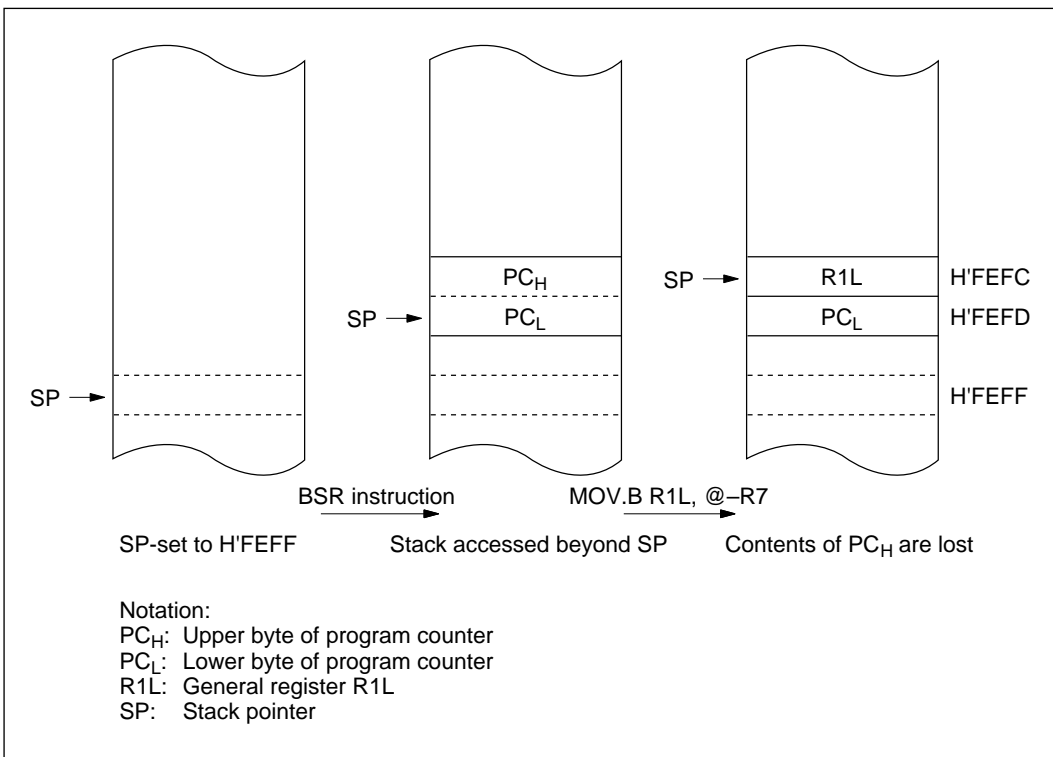 PCH
SP
R1L
H'FEFC
SP
PCL
PCL
H'FEFD
SP
H'FEFF
BSR instruction
MOV.B R1L, @–R7
SP-set to H'FEFF
Stack accessed beyond SP
Contents of PCH are lost
Notation:
PCH: Upper byte of program counter
PCL: Lower byte of program counter
R1L: General register R1L
SP: Stack pointer